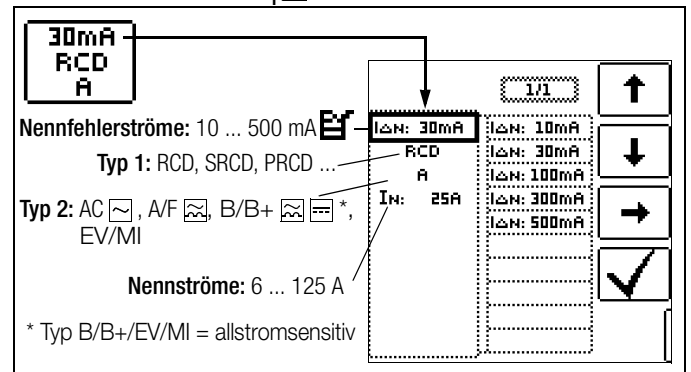 30mA
RCD
A
1/1
Nennfehlerströme: 10 ... 500 mA
Typ 1: RCD, SRCD, PRCD ...
Typ 2: AC, A/F, B/B+ *,
EV/MI
Nennströme: 6 ... 125 A
* Typ B/B+/EV/MI = allstromsensitiv
IΔN: 30mA
RCD
A
IN: 25A
IΔN: 10mA
IΔN: 30mA
IΔN: 100mA
IΔN: 300mA
IΔN: 500mA